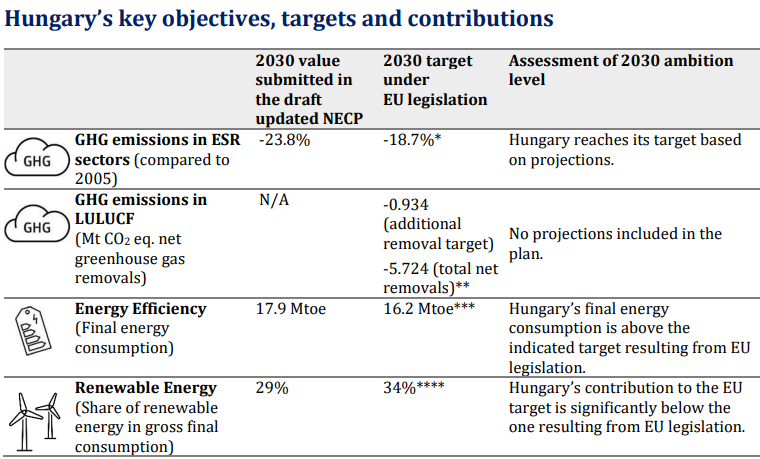 Hungary's key objectives, targets and contributions
2030 value
submitted in
the draft
updated NECP
2030 target
under
EU legislation
Assessment of 2030 ambition
level
GHG
GHG emissions in ESR
sectors (compared to
2005)
-23.8%
-18.7%*
Hungary reaches its target based
on projections.
GHG
GHG emissions in
LULUCF
(Mt CO₂ eq. net
greenhouse gas
removals)
N/A
-0.934
(additional
removal target)
-5.724 (total net
removals)**
No projections included in the
plan.
Energy Efficiency
(Final energy
consumption)
17.9 Mtoe
16.2 Mtoe***
Hungary's final energy
consumption is above the
indicated target resulting from EU
legislation.
Renewable Energy
(Share of renewable
energy in gross final
consumption)
29%
34%****
Hungary's contribution to the EU
target is significantly below the
one resulting from EU legislation.